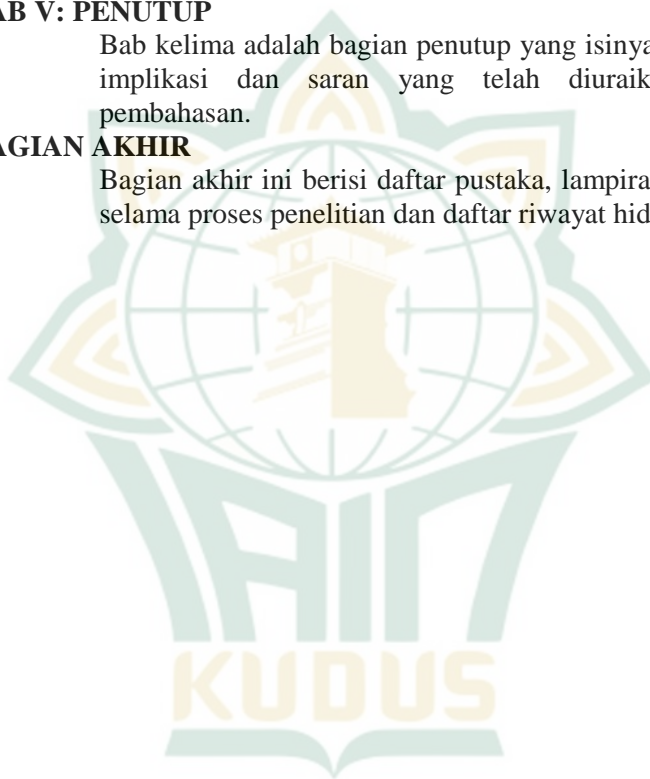 AB V: PENUTUP
Bab kelima adalah bagian penutup yang isinya
implikasi dan saran yang telah diuraik
pembahasan.
AGIAN AKHIR
Bagian akhir ini berisi daftar pustaka, lampira
selama proses penelitian dan daftar riwayat hid
IAIN
KUDUS